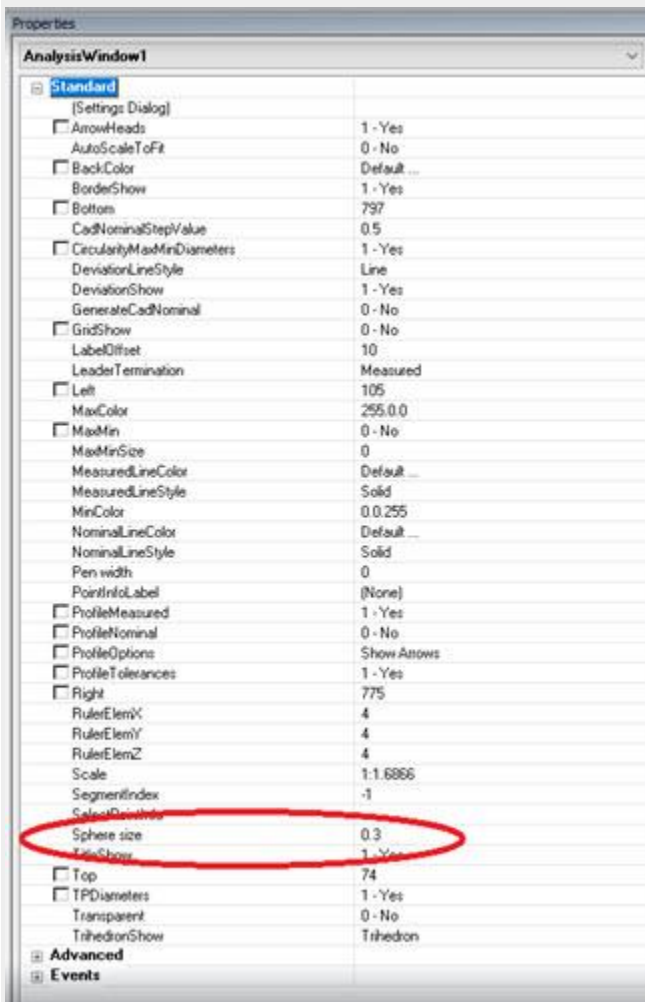 Properties
AnalysisWindow1
Standard
(Settings Dialog)
ArrowHeads 1 - Yes
AutoScaleToFit 0 - No
BackColor Default ...
BorderShow 1 - Yes
Bottom 797
CadNominalStepValue 0.5
CircularityMaxMinDiameters 1 - Yes
DeviationLineStyle Line
DeviationShow 1 - Yes
GenerateCadNominal 0 - No
GridShow 0 - No
LabelOffset 10
LeaderTermination Measured
Left 105
MaxColor 255.0.0
MaxMin 0 - No
MaxMinSize 0
MeasuredLineColor Default ...
MeasuredLineStyle Solid
MinColor 0.0.255
NominalLineColor Default ...
NominalLineStyle Solid
Pen width 0
PointInfoLabel (None)
ProfileMeasured 1 - Yes
ProfileNominal 0 - No
ProfileOptions Show Arrows
ProfileTolerances 1 - Yes
Right 775
RulerElemX 4
RulerElemY 4
RulerElemZ 4
Scale 1:1.6866
SegmentIndex -1
SelectPointInfo
Sphere size 0.3
TitleShow 1 - Yes
Top 74
TPDiameters 1 - Yes
Transparent 0 - No
TrihedronShow Trihedron
Advanced
Events